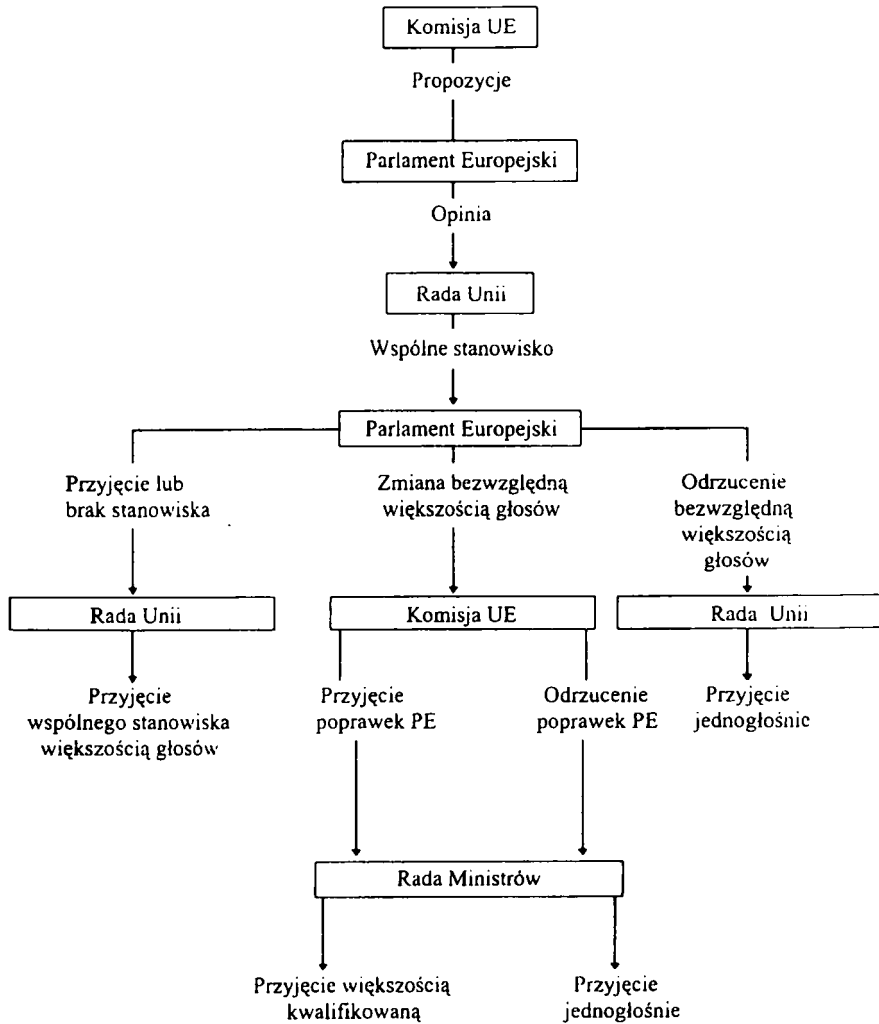 Komisja UE
Propozycje
Parlament Europejski
Opinia
Rada Unii
Wspólne stanowisko
Parlament Europejski
Przyjęcie lub
brak stanowiska
Zmiana bezwzględną
większością głosów
Odrzucenie
bezwzględną
większością
głosów
Rada Unii
Komisja UE
Rada Unii
Przyjęcie
wspólnego stanowiska
większością głosów
Przyjęcie
poprawek PE
Odrzucenie
poprawek PE
Przyjęcie
jednogłośnie
Rada Ministrów
Przyjęcie większością
kwalifikowaną
Przyjęcie
jednogłośnie